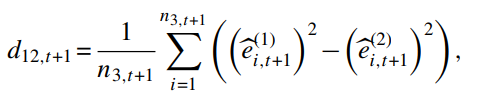 $d_{12,t+1} = \frac{1}{n_{3,t+1}} \sum_{i=1}^{n_{3,t+1}} \left( \left( \widehat{e}_{i,t+1}^{(1)} \right)^2 - \left( \widehat{e}_{i,t+1}^{(2)} \right)^2 \right),$